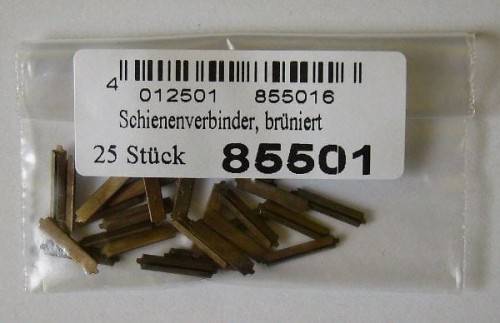 4 012501 855016
Schienenverbinder, brüniert
25 Stück 85501